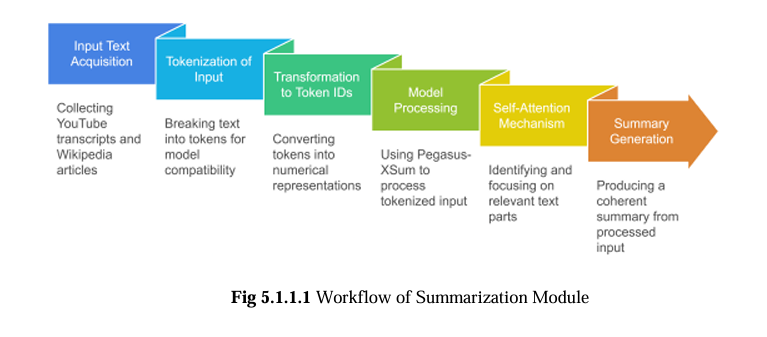 Input Text
Acquisition
Collecting
YouTube
transcripts and
Wikipedia
articles
Tokenization of
Input
Breaking text
into tokens for
model
compatibility
Transformation
to Token IDs
Converting
tokens into
numerical
representations
Model
Processing
Using Pegasus-
XSum to
process
tokenized input
Self-Attention
Mechanism
Identifying and
focusing on
relevant text
parts
Summary
Generation
Producing a
coherent
summary from
processed
input
Fig 5.1.1.1 Workflow of Summarization Module